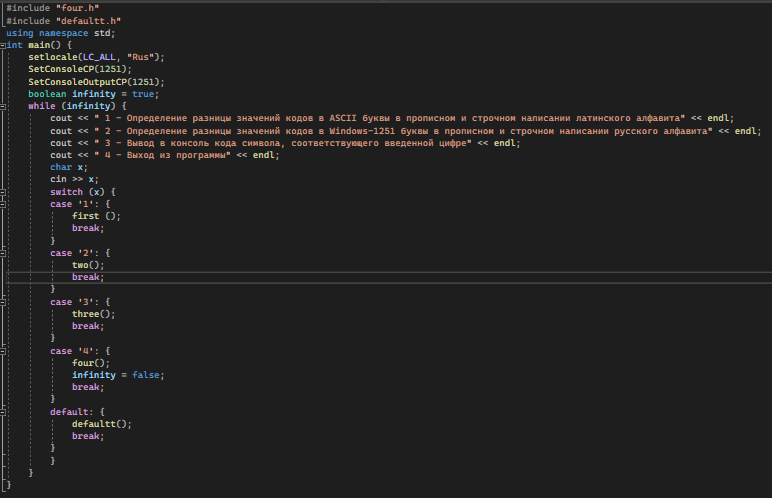 #include "four.h"
#include "defaultt.h"
using namespace std;
int main() {
    setlocale(LC_ALL, "Rus");
    SetConsoleCP(1251);
    SetConsoleOutputCP(1251);
    boolean infinity = true;
    while (infinity) {
        cout << " 1 - Определение разницы значений кодов в ASCII буквы в прописном и строчном написании латинского алфавита" << endl;
        cout << " 2 - Определение разницы значений кодов в Windows-1251 буквы в прописном и строчном написании русского алфавита" << endl;
        cout << " 3 - Вывод в консоль кода символа, соответствующего введенной цифре" << endl;
        cout << " 4 - Выход из программы" << endl;
        char x;
        cin >> x;
        switch (x) {
        case '1': {
            first ();
            break;
        }
        case '2': {
            two();
            break;
        }
        case '3': {
            three();
            break;
        }
        case '4': {
            four();
            infinity = false;
            break;
        }
        default: {
            defaultt();
            break;
        }
        }
    }
}